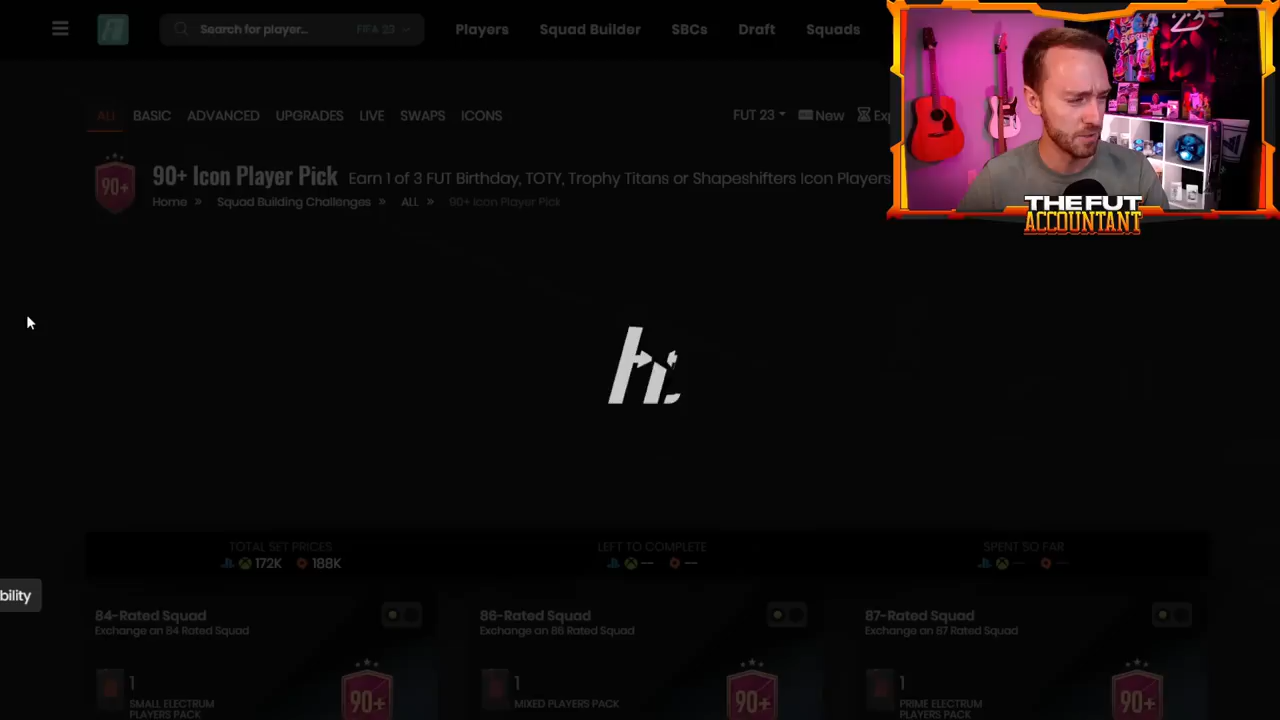 Search for player...
FIFA 23
Players
Squad Builder
SBCs
Draft
Squads
ALL
BASIC
ADVANCED
UPGRADES
LIVE
SWAPS
ICONS
FUT 23
New
Exp
90+
90+ Icon Player Pick
Earn 1 of 3 FUT Birthday, TOTY, Trophy Titans or Shapeshifters Icon Players
Home » Squad Building Challenges » ALL » 90+ Icon Player Pick
THE FUT
ACCOUNTANT
TOTAL SET PRICES
172K 188K
LEFT TO COMPLETE
— —
SPENT SO FAR
— —
bility
84-Rated Squad
Exchange an 84 Rated Squad
1
SMALL ELECTRUM
PLAYERS PACK
90+
86-Rated Squad
Exchange an 86 Rated Squad
1
MIXED PLAYERS PACK
90+
87-Rated Squad
Exchange an 87 Rated Squad
1
PRIME ELECTRUM
PLAYERS PACK
90+